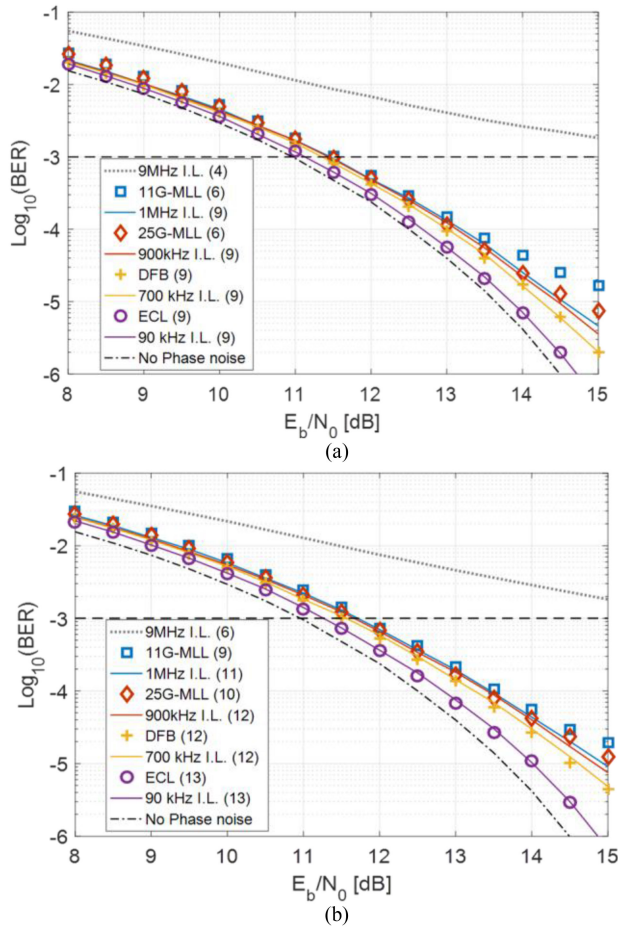 -1
-2
-3
-4
-5
-6
Log10(BER)
9MHz I.L. (4)
11G-MLL (6)
1MHz I.L. (9)
25G-MLL (6)
900kHz I.L. (9)
DFB (9)
700 kHz I.L. (9)
ECL (9)
90 kHz I.L. (9)
No Phase noise
8 9 10 11 12 13 14 15
Eb/N0 [dB]
(a)
-1
-2
-3
-4
-5
-6
Log10(BER)
9MHz I.L. (6)
11G-MLL (9)
1MHz I.L. (11)
25G-MLL (10)
900kHz I.L. (12)
DFB (12)
700 kHz I.L. (12)
ECL (13)
90 kHz I.L. (13)
No Phase noise
8 9 10 11 12 13 14 15
Eb/N0 [dB]
(b)